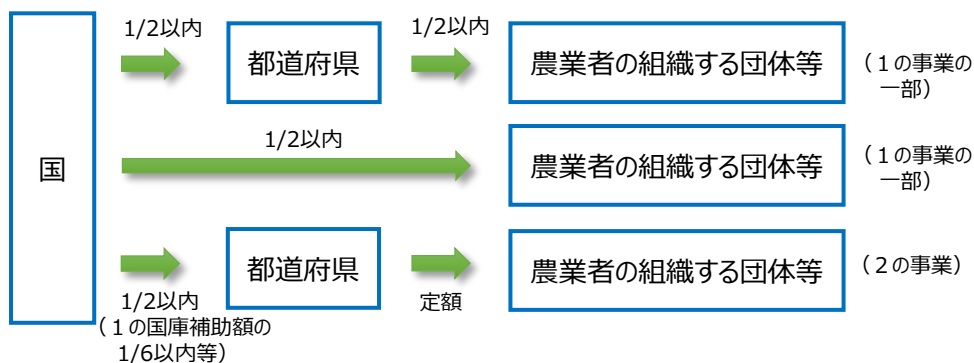 国
1/2以内
都道府県
1/2以内
農業者の組織する団体等
（１の事業の
一部）
1/2以内
農業者の組織する団体等
（１の事業の
一部）
都道府県
農業者の組織する団体等
（２の事業）
1/2以内
（１の国庫補助額の
1/6以内等）
定額